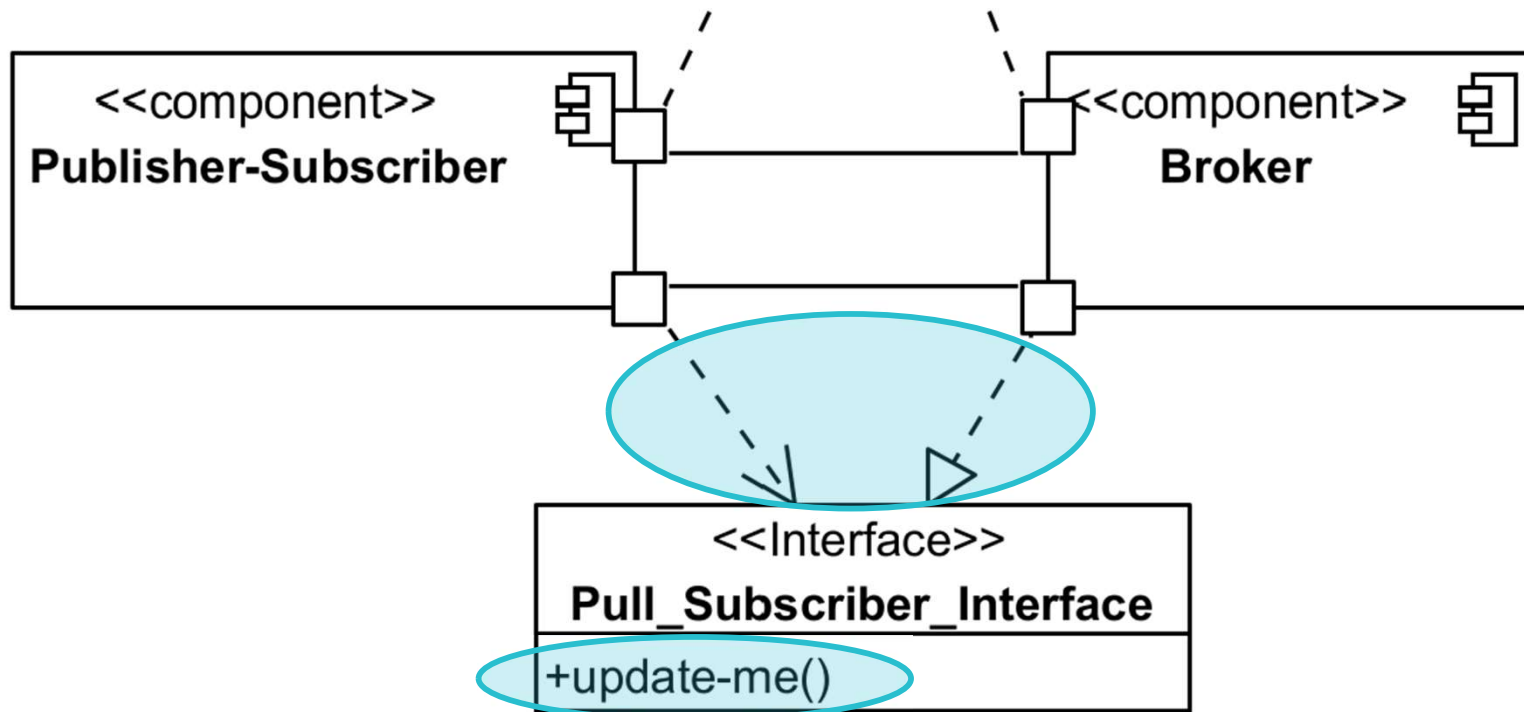 <<component>>
Publisher-Subscriber
<<component>>
Broker
<<Interface>>
Pull_Subscriber_Interface
+update-me()